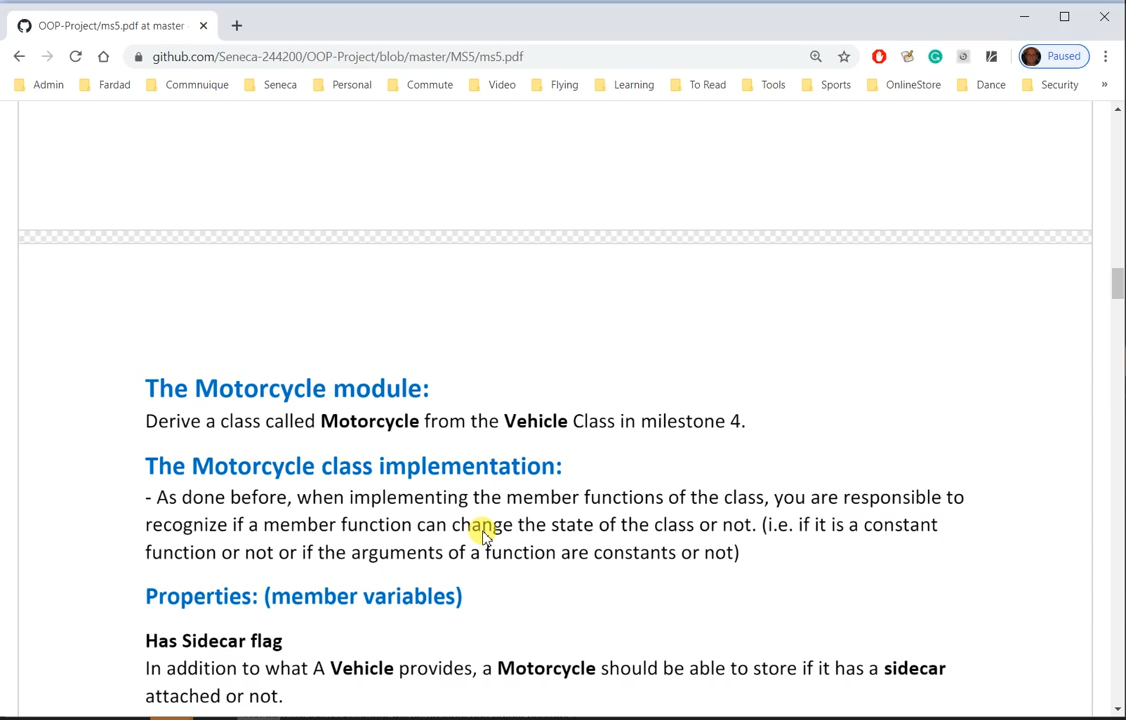 OOP-Project/ms5.pdf at master
github.com/Seneca-244200/OOP-Project/blob/master/MS5/ms5.pdf
Paused
Admin Fardad Commnuique Seneca Personal Commute Video Flying Learning To Read Tools Sports OnlineStore Dance Security »
The Motorcycle module:
Derive a class called Motorcycle from the Vehicle Class in milestone 4.
The Motorcycle class implementation:
- As done before, when implementing the member functions of the class, you are responsible to
recognize if a member function can change the state of the class or not. (i.e. if it is a constant
function or not or if the arguments of a function are constants or not)
Properties: (member variables)
Has Sidecar flag
In addition to what A Vehicle provides, a Motorcycle should be able to store if it has a sidecar
attached or not.